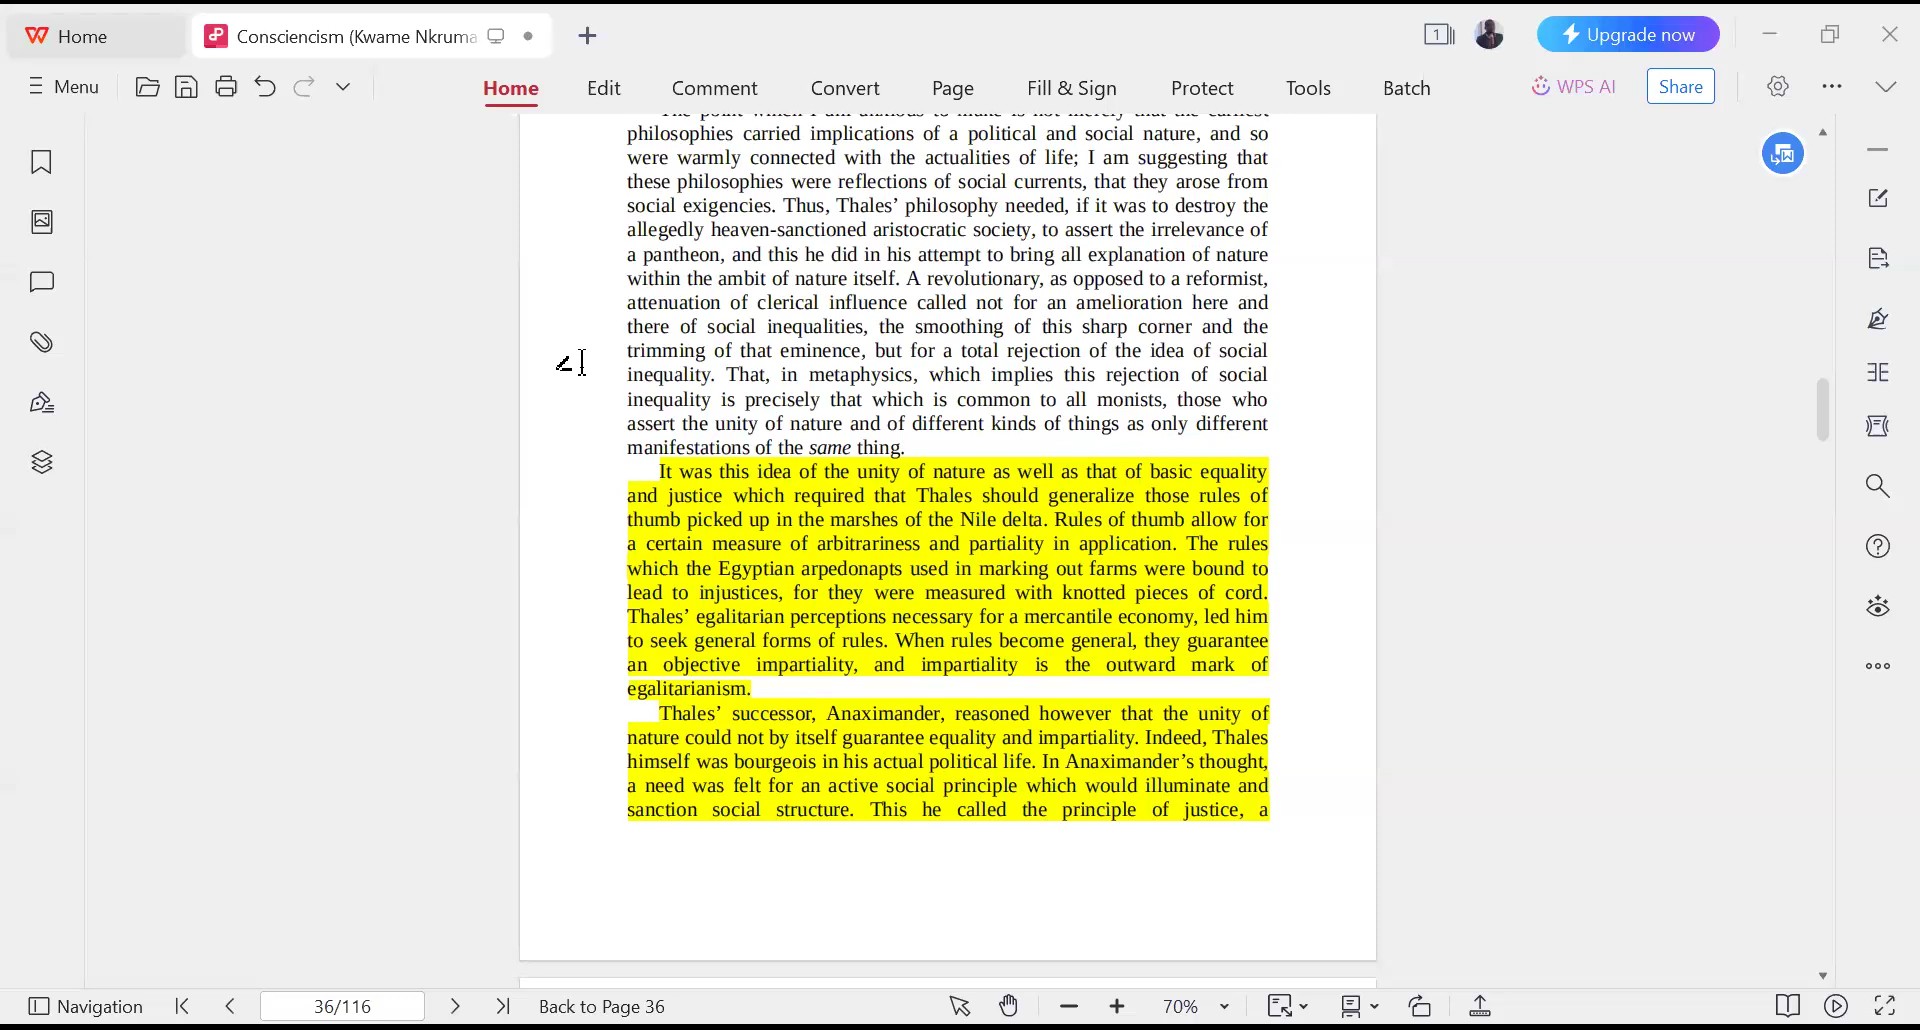 Home
Consciencism (Kwame Nkruma
1
Upgrade now
Menu
Home
Edit
Comment
Convert
Page
Fill & Sign
Protect
Tools
Batch
WPS AI
Share
The point which I am anxious to make is not merely that the earliest
philosophies carried implications of a political and social nature, and so
were warmly connected with the actualities of life; I am suggesting that
these philosophies were reflections of social currents, that they arose from
social exigencies. Thus, Thales’ philosophy needed, if it was to destroy the
allegedly heaven-sanctioned aristocratic society, to assert the irrelevance of
a pantheon, and this he did in his attempt to bring all explanation of nature
within the ambit of nature itself. A revolutionary, as opposed to a reformist,
attenuation of clerical influence called not for an amelioration here and
there of social inequalities, the smoothing of this sharp corner and the
trimming of that eminence, but for a total rejection of the idea of social
inequality. That, in metaphysics, which implies this rejection of social
inequality is precisely that which is common to all monists, those who
assert the unity of nature and of different kinds of things as only different
manifestations of the same thing.
It was this idea of the unity of nature as well as that of basic equality
and justice which required that Thales should generalize those rules of
thumb picked up in the marshes of the Nile delta. Rules of thumb allow for
a certain measure of arbitrariness and partiality in application. The rules
which the Egyptian arpedonapts used in marking out farms were bound to
lead to injustices, for they were measured with knotted pieces of cord.
Thales’ egalitarian perceptions necessary for a mercantile economy, led him
to seek general forms of rules. When rules become general, they guarantee
an objective impartiality, and impartiality is the outward mark of
egalitarianism.
Thales’ successor, Anaximander, reasoned however that the unity of
nature could not by itself guarantee equality and impartiality. Indeed, Thales
himself was bourgeois in his actual political life. In Anaximander’s thought,
a need was felt for an active social principle which would illuminate and
sanction social structure. This he called the principle of justice, a
Navigation
36/116
Back to Page 36
70%